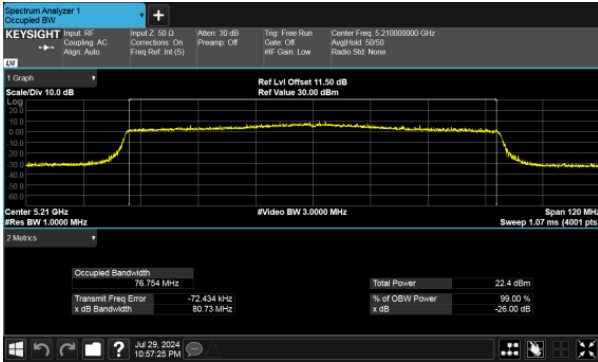 Spectrum Analyzer 1
Occupied BW
KEYSIGHT
Input: RF
Coupling: AC
Align: Auto
Input Z: 50 Ω
Corrections: On
Freq Ref: Int (S)
Atten: 30 dB
Preamp: Off
Trig: Free Run
Gate: Off
#IF Gain: Low
Center Freq: 5.210000000 GHz
Avg|Hold: 50/50
Radio Std: None
LXI
1 Graph
Scale/Div 10.0 dB
Ref Lvl Offset 11.50 dB
Ref Value 30.00 dBm
Log
20.0
10.0
0.00
-10.0
-20.0
-30.0
-40.0
-50.0
-60.0
Center 5.21 GHz
#Res BW 1.0000 MHz
#Video BW 3.0000 MHz
Span 120 MHz
Sweep 1.07 ms (4001 pts)
2 Metrics
Occupied Bandwidth
76.754 MHz
Total Power 22.4 dBm
Transmit Freq Error -72.434 kHz
% of OBW Power 99.00 %
x dB Bandwidth 80.73 MHz
x dB -26.00 dB
Jul 29, 2024
10:57:25 PM